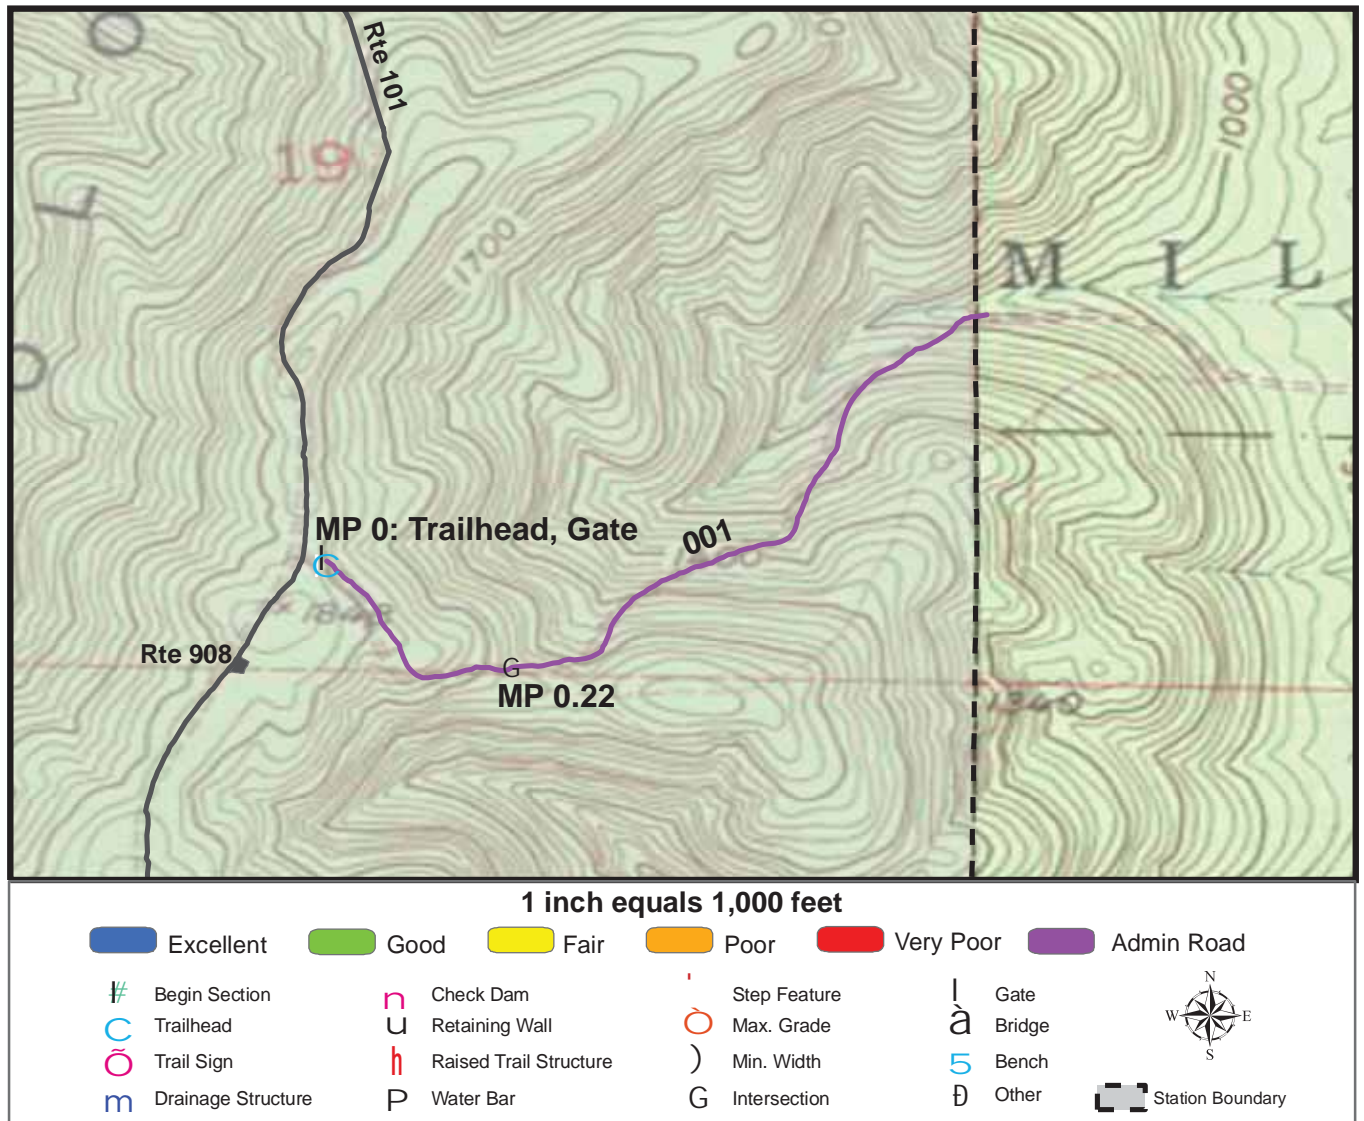 Rte 101
19
1000
1700
M I L
MP 0: Trailhead, Gate
001
Rte 908
G
MP 0.22
1340
1 inch equals 1,000 feet
Excellent Good Fair Poor Very Poor Admin Road
Begin Section
C Trailhead
Õ Trail Sign
m Drainage Structure
n Check Dam
u Retaining Wall
h Raised Trail Structure
P Water Bar
' Step Feature
Ò Max. Grade
) Min. Width
G Intersection
l Gate
à Bridge
5 Bench
Ð Other
N
W E
S
Station Boundary